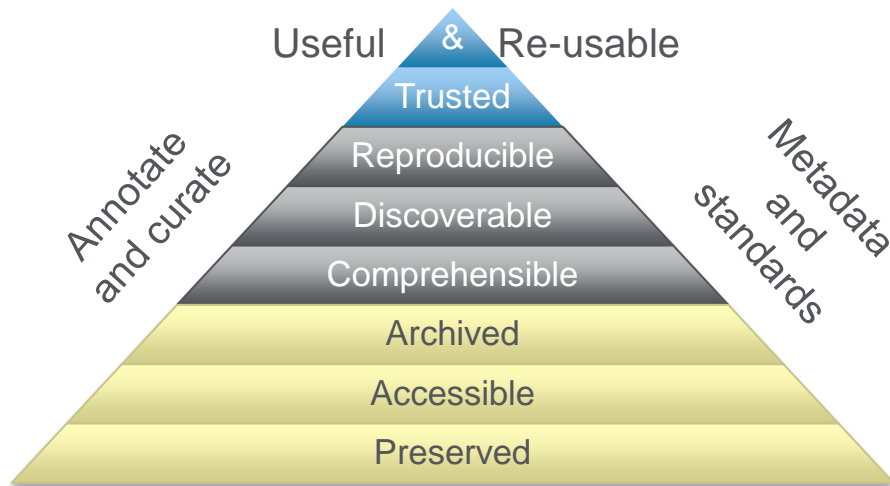 Useful & Re-usable
Trusted
Reproducible
Discoverable
Comprehensible
Archived
Accessible
Preserved
Annotate
and curate
Metadata
and
standards